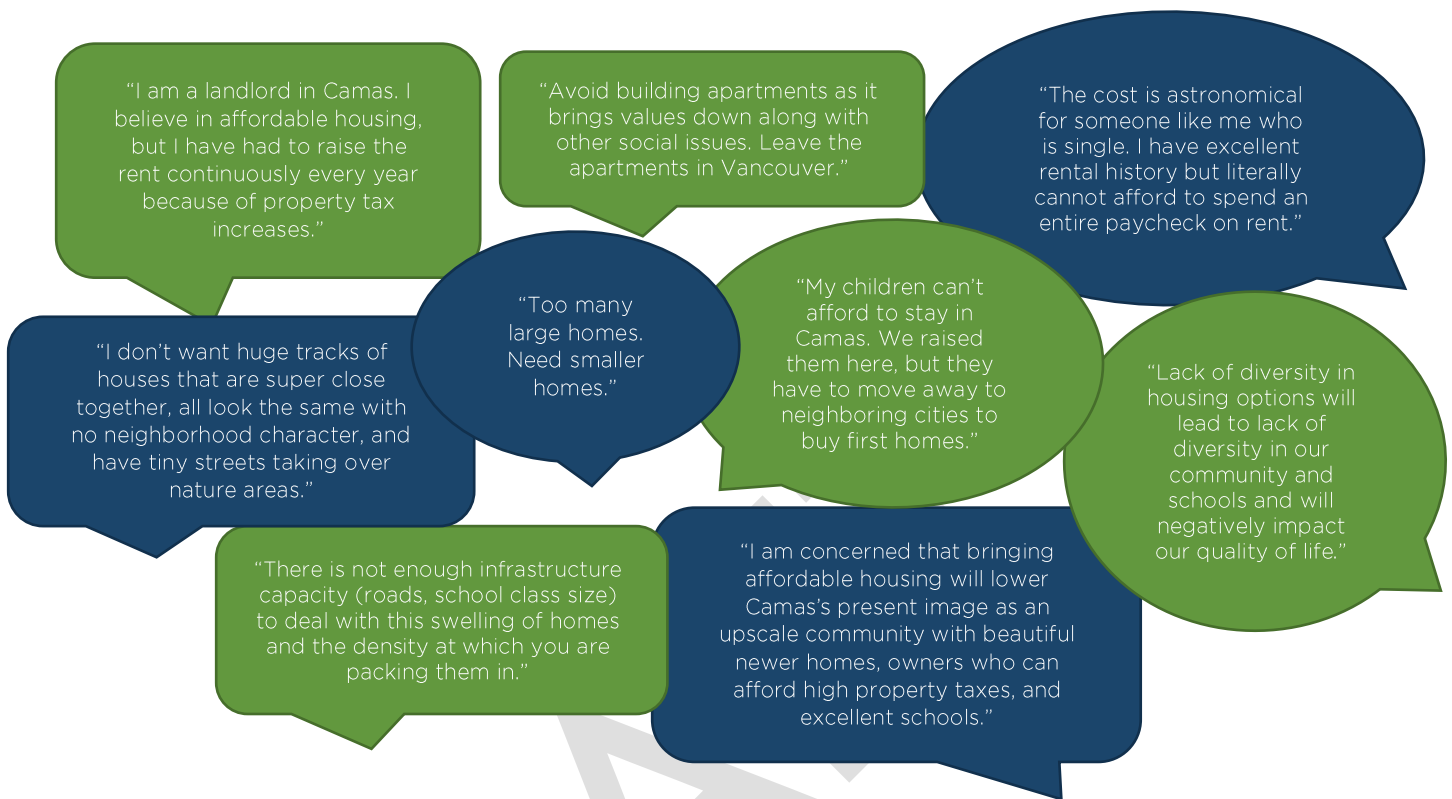 “I am a landlord in Camas. I
believe in affordable housing,
but I have had to raise the
rent continuously every year
because of property tax
increases.”
“Avoid building apartments as it
brings values down along with
other social issues. Leave the
apartments in Vancouver.”
“The cost is astronomical
for someone like me who
is single. I have excellent
rental history but literally
cannot afford to spend an
entire paycheck on rent.”
“I don’t want huge tracks of
houses that are super close
together, all look the same with
no neighborhood character, and
have tiny streets taking over
nature areas.”
“Too many
large homes.
Need smaller
homes.”
“My children can’t
afford to stay in
Camas. We raised
them here, but they
have to move away to
neighboring cities to
buy first homes.”
“Lack of diversity in
housing options will
lead to lack of
diversity in our
community and
schools and will
negatively impact
our quality of life.”
“There is not enough infrastructure
capacity (roads, school class size)
to deal with this swelling of homes
and the density at which you are
packing them in.”
“I am concerned that bringing
affordable housing will lower
Camas’s present image as an
upscale community with beautiful
newer homes, owners who can
afford high property taxes, and
excellent schools.”